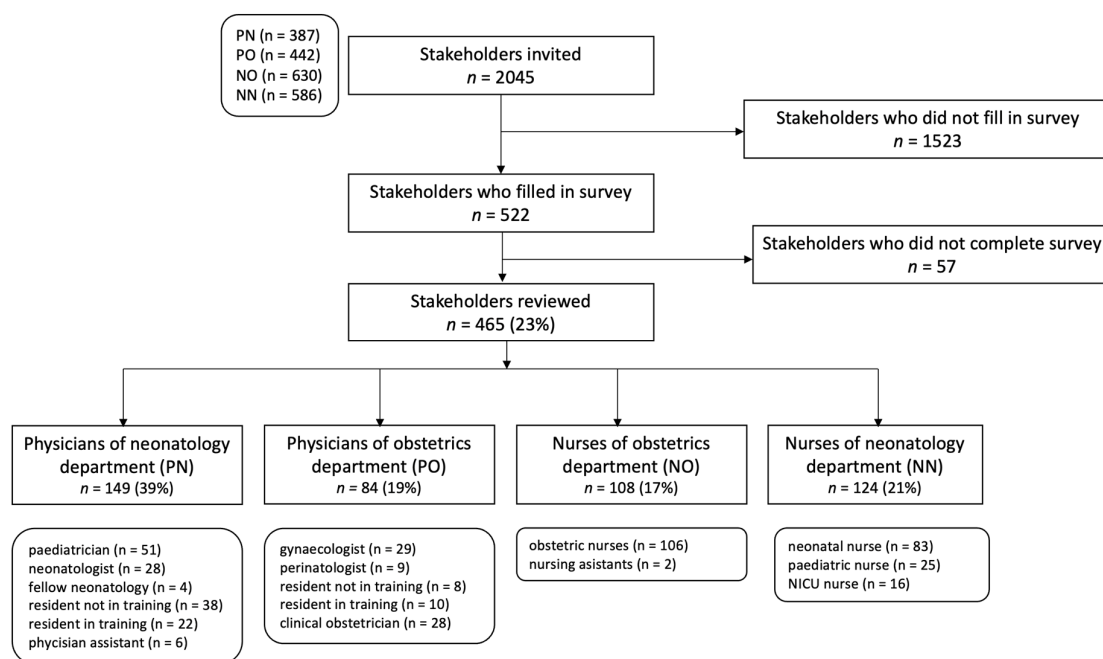 PN (n = 387)
PO (n = 442)
NO (n = 630)
NN (n = 586)
Stakeholders invited
n = 2045
Stakeholders who did not fill in survey
n = 1523
Stakeholders who filled in survey
n = 522
Stakeholders who did not complete survey
n = 57
Stakeholders reviewed
n = 465 (23%)
Physicians of neonatology
department (PN)
n = 149 (39%)
Physicians of obstetrics
department (PO)
n = 84 (19%)
Nurses of obstetrics
department (NO)
n = 108 (17%)
Nurses of neonatology
department (NN)
n = 124 (21%)
paediatrician (n = 51)
neonatologist (n = 28)
fellow neonatology (n = 4)
resident not in training (n = 38)
resident in training (n = 22)
phycisian assistant (n = 6)
gynaecologist (n = 29)
perinatologist (n = 9)
resident not in training (n = 8)
resident in training (n = 10)
clinical obstetrician (n = 28)
obstetric nurses (n = 106)
nursing asistants (n = 2)
neonatal nurse (n = 83)
paediatric nurse (n = 25)
NICU nurse (n = 16)